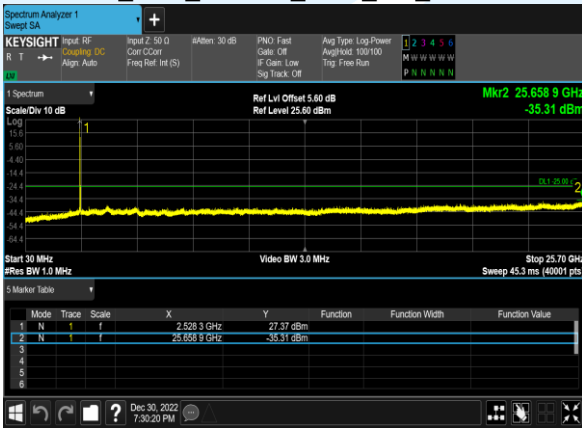 Spectrum Analyzer 1
Swept SA
+
KEYSIGHT Input: RF Input Z: 50 Ω #Atten: 30 dB PNO: Fast Avg Type: Log-Power 1 2 3 4 5 6
R T Coupling: DC Corr CCorr Gate: Off Avg|Hold: 100/100 M W W W W W
Align: Auto Freq Ref: Int (S) IF Gain: Low Trig: Free Run
LU Sig Track: Off P N N N N N
1 Spectrum Ref Lvl Offset 5.60 dB Mkr2 25.658 9 GHz
Scale/Div 10 dB Ref Level 25.60 dBm -35.31 dBm
Log
15.6
5.60
-4.40
-14.4
-24.4
-34.4
-44.4
-54.4
-64.4
1
DL1 -25.00
2
Start 30 MHz Video BW 3.0 MHz Stop 25.70 GHz
#Res BW 1.0 MHz Sweep 45.3 ms (40001 pts
5 Marker Table
Mode Trace Scale X Y Function Function Width Function Value
1 N 1 f 2.528 3 GHz 27.37 dBm
2 N 1 f 25.658 9 GHz -35.31 dBm
3
4
5
6
? Dec 30, 2022
7:30:20 PM